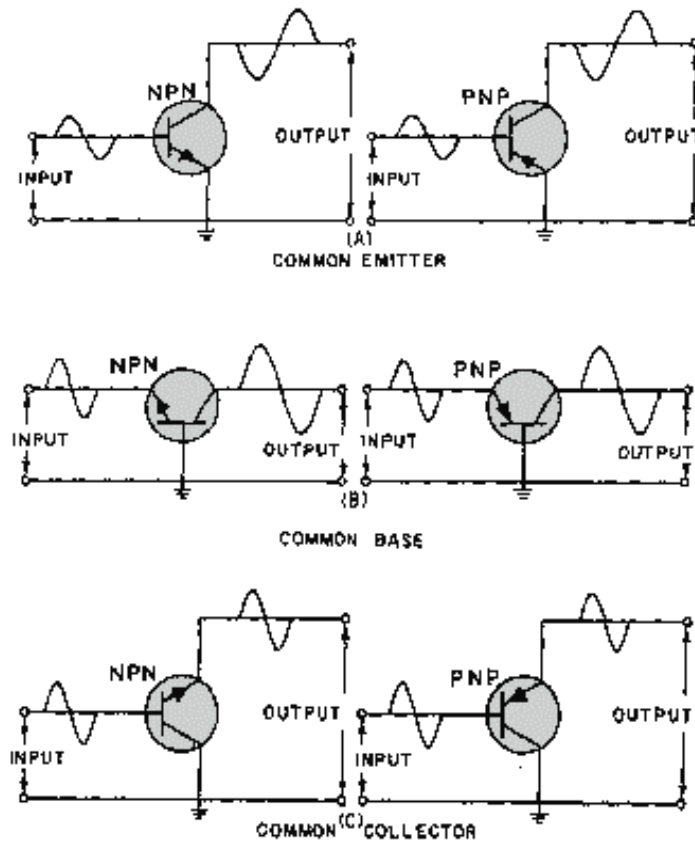 NPN
PNP
OUTPUT
OUTPUT
INPUT
INPUT
(A)
COMMON EMITTER
NPN
PNP
INPUT
OUTPUT
INPUT
OUTPUT
(B)
COMMON BASE
NPN
PNP
OUTPUT
OUTPUT
INPUT
INPUT
(C)
COMMON COLLECTOR